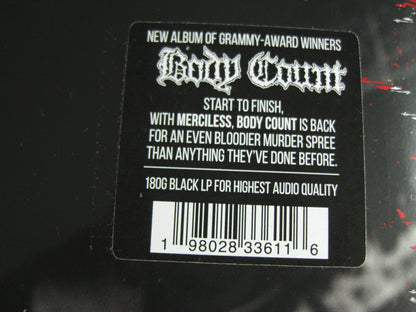 NEW ALBUM OF GRAMMY-AWARD WINNERS
Body Count
START TO FINISH,
WITH MERCILESS, BODY COUNT IS BACK
FOR AN EVEN BLOODIER MURDER SPREE
THAN ANYTHING THEY'VE DONE BEFORE.
180G BLACK LP FOR HIGHEST AUDIO QUALITY
1 98028 33611 6